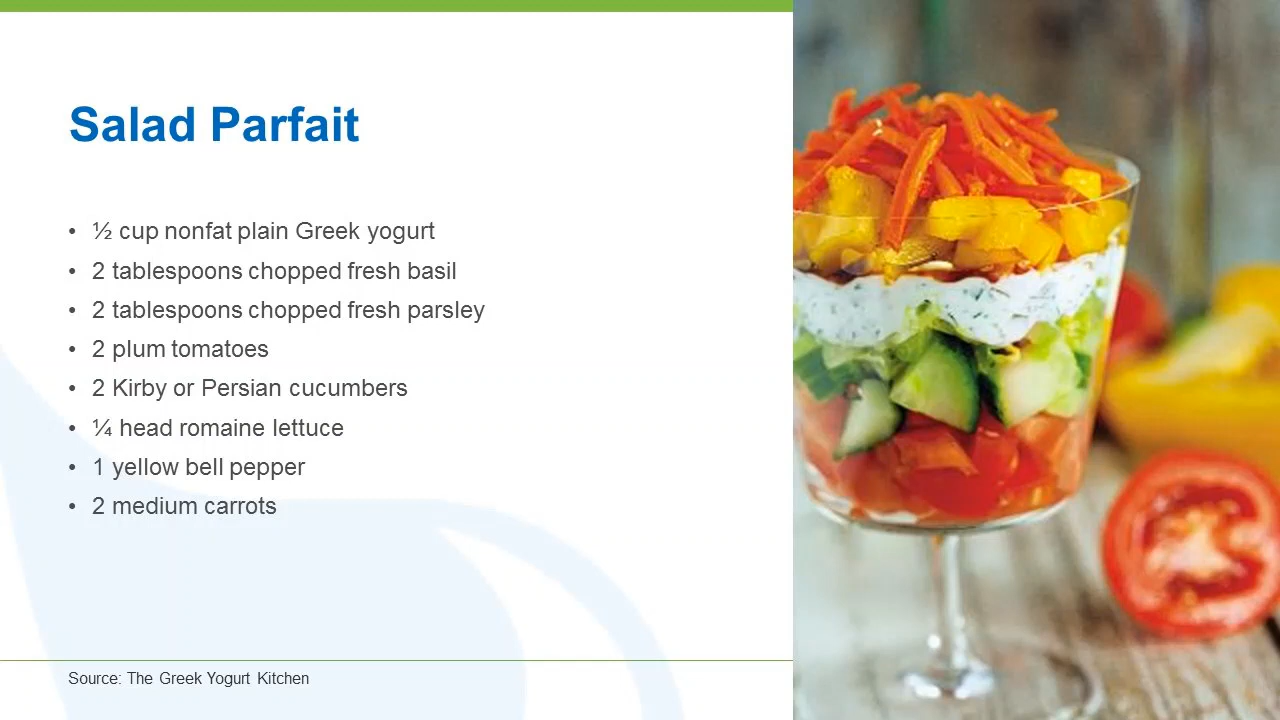 Salad Parfait
• ½ cup nonfat plain Greek yogurt
• 2 tablespoons chopped fresh basil
• 2 tablespoons chopped fresh parsley
• 2 plum tomatoes
• 2 Kirby or Persian cucumbers
• ¼ head romaine lettuce
• 1 yellow bell pepper
• 2 medium carrots
Source: The Greek Yogurt Kitchen